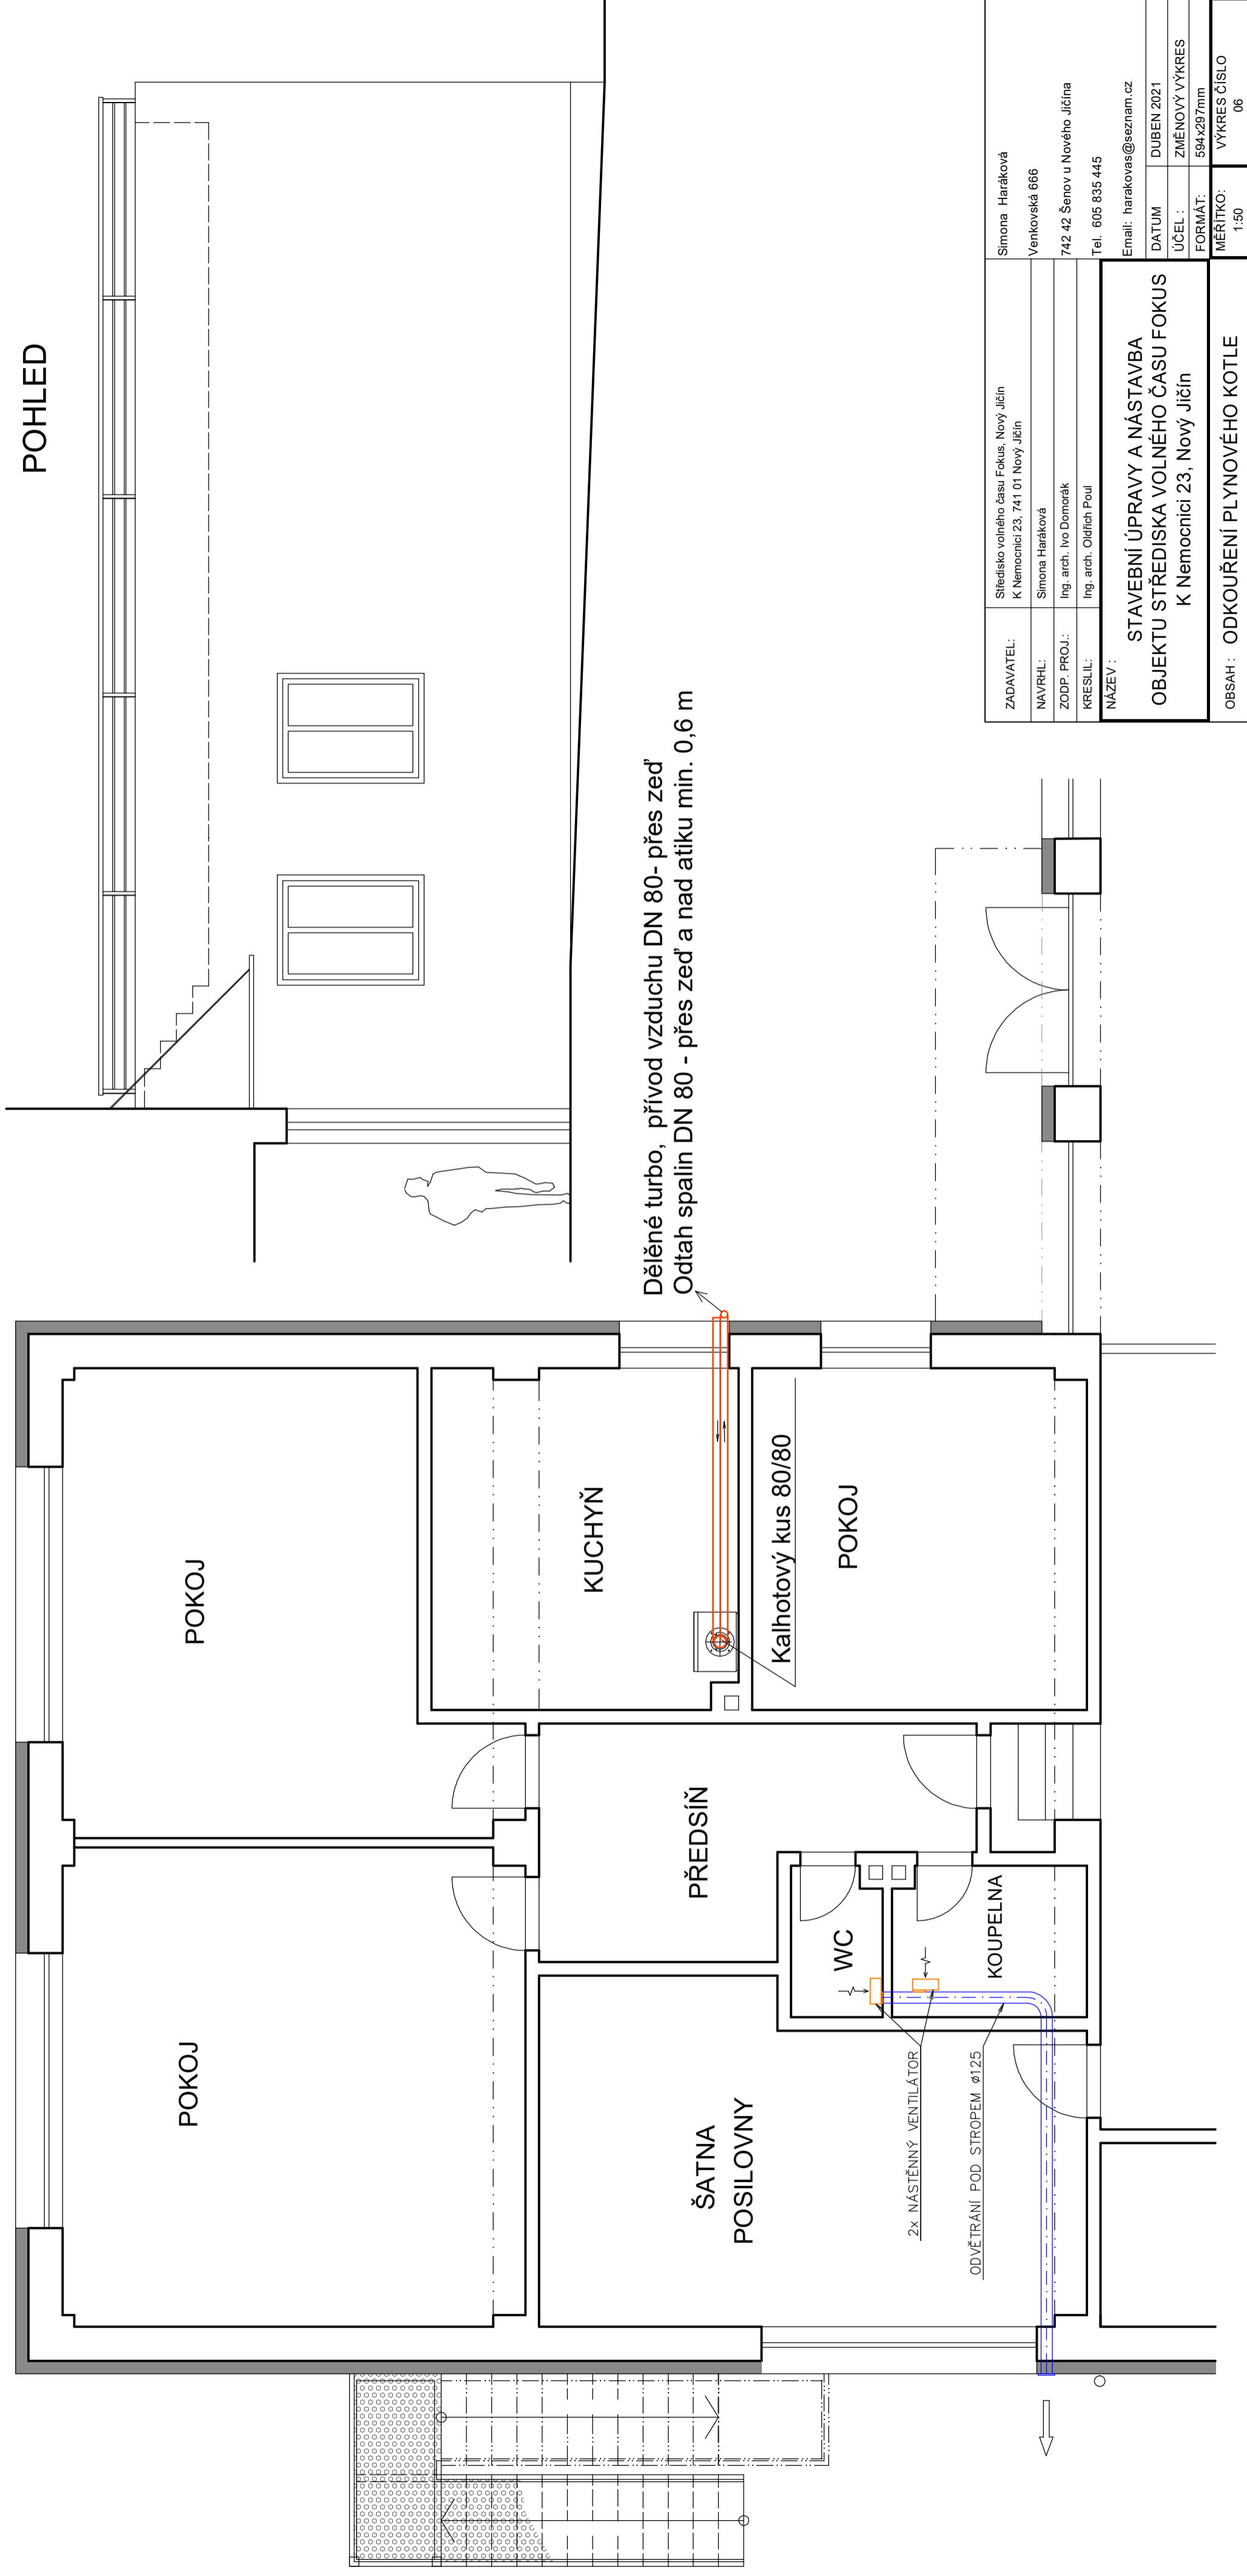 POHLED
Dělěné turbo, přívod vzduchu DN 80- přes zeď
Odtah spalin DN 80 - přes zeď a nad atiku min. 0,6 m
POKOJ
POKOJ
KUCHYŇ
Kalhotový kus 80/80
POKOJ
PŘEDSÍŇ
ŠATNA
POSILOVNY
WC
KOUPELNA
2x NÁSTĚNNÝ VENTILÁTOR
ODVĚTRÁNÍ POD STROPEM ø125
ZADAVATEL:
Středisko volného času Fokus, Nový Jičín
K Nemocnici 23, 741 01 Nový Jičín
NAVRHL:
Simona Haráková
ZODP. PROJ.:
Ing. arch. Ivo Domorák
KRESLIL:
Ing. arch. Oldřich Poul
Simona Haráková
Venkovská 666
742 42 Šenov u Nového Jičína
Tel. 605 835 445
Email: harakovas@seznam.cz
NÁZEV :
STAVEBNÍ ÚPRAVY A NÁSTAVBA
OBJEKTU STŘEDISKA VOLNÉHO ČASU FOKUS
K Nemocnici 23, Nový Jičín
DATUM
DUBEN 2021
ÚČEL :
ZMĚNOVÝ VÝKRES
FORMÁT:
594x297mm
OBSAH : ODKOUŘENÍ PLYNOVÉHO KOTLE
MĚŘÍTKO:
1:50
VÝKRES ČÍSLO
06